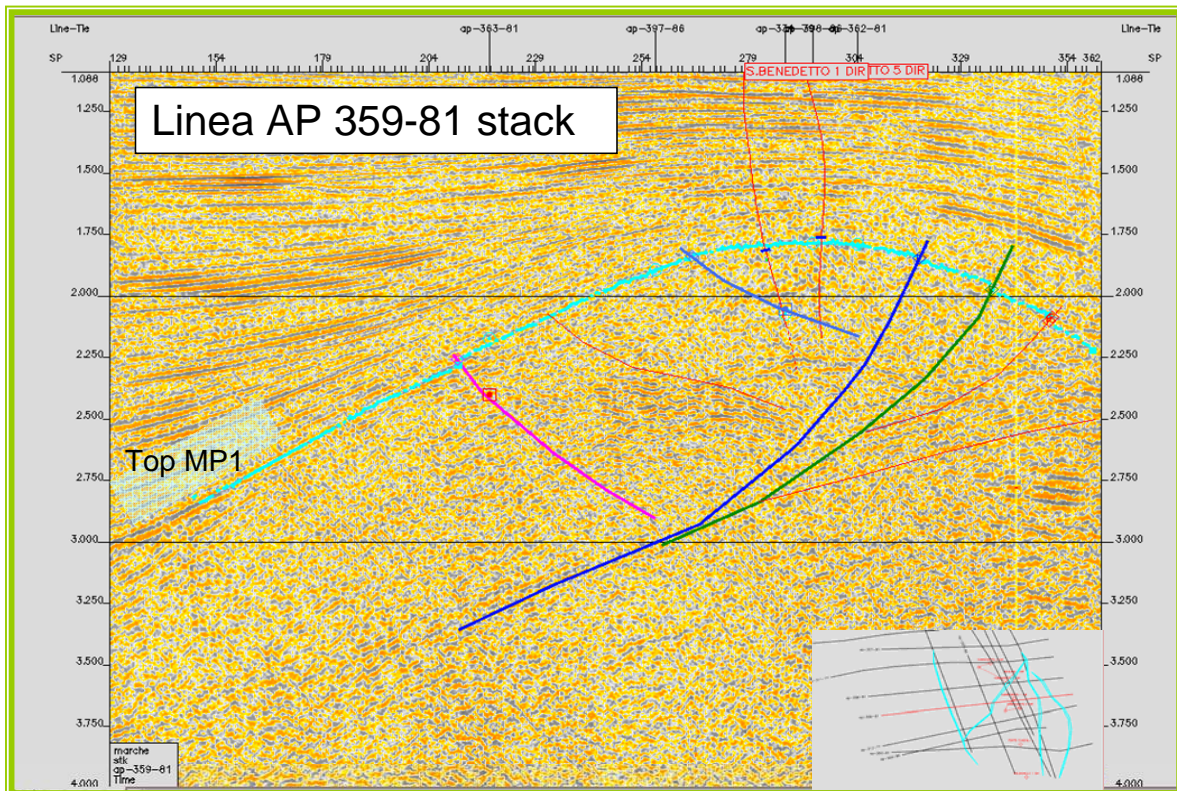 Line-Tie ap-363-81 ap-397-86 ap-362-81 Line-Tie
SP 129 154 179 204 229 254 279 304 329 354 382 SP
S.BENEDETTO 1 DIR TTO 5 DIR
1.088 1.088
1.250 1.250
Linea AP 359-81 stack
1.500 1.500
1.750 1.750
2.000 2.000
2.250 2.250
2.500 2.500
Top MP1
2.750 2.750
3.000 3.000
3.250 3.250
3.500 3.500
3.750 3.750
marche
stk
ap-359-81
Time
4.000 4.000